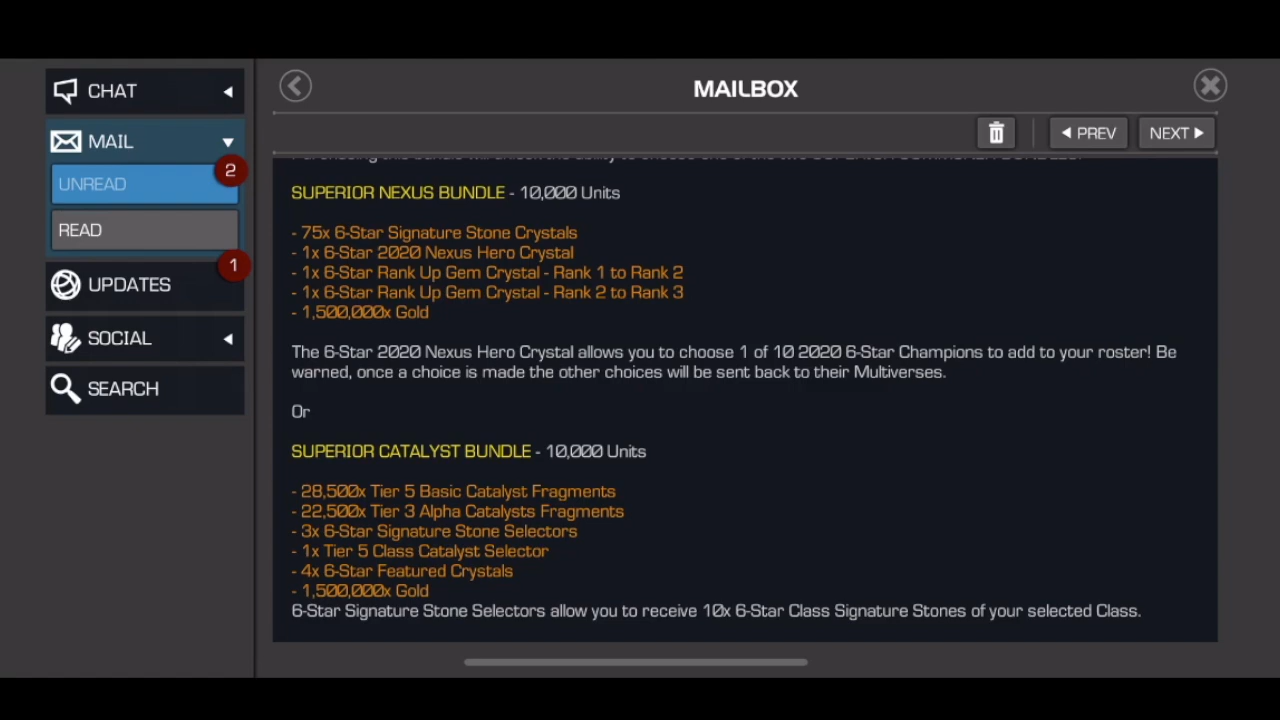 CHAT
MAIL
2
UNREAD
READ
1
UPDATES
SOCIAL
SEARCH
MAILBOX
PREV
NEXT
SUPERIOR NEXUS BUNDLE - 10,000 Units
- 75x 6-Star Signature Stone Crystals
- 1x 6-Star 2020 Nexus Hero Crystal
- 1x 6-Star Rank Up Gem Crystal - Rank 1 to Rank 2
- 1x 6-Star Rank Up Gem Crystal - Rank 2 to Rank 3
- 1,500,000x Gold
The 6-Star 2020 Nexus Hero Crystal allows you to choose 1 of 10 2020 6-Star Champions to add to your roster! Be
warned, once a choice is made the other choices will be sent back to their Multiverses.
Or
SUPERIOR CATALYST BUNDLE - 10,000 Units
- 28,500x Tier 5 Basic Catalyst Fragments
- 22,500x Tier 3 Alpha Catalysts Fragments
- 3x 6-Star Signature Stone Selectors
- 1x Tier 5 Class Catalyst Selector
- 4x 6-Star Featured Crystals
- 1,500,000x Gold
6-Star Signature Stone Selectors allow you to receive 10x 6-Star Class Signature Stones of your selected Class.